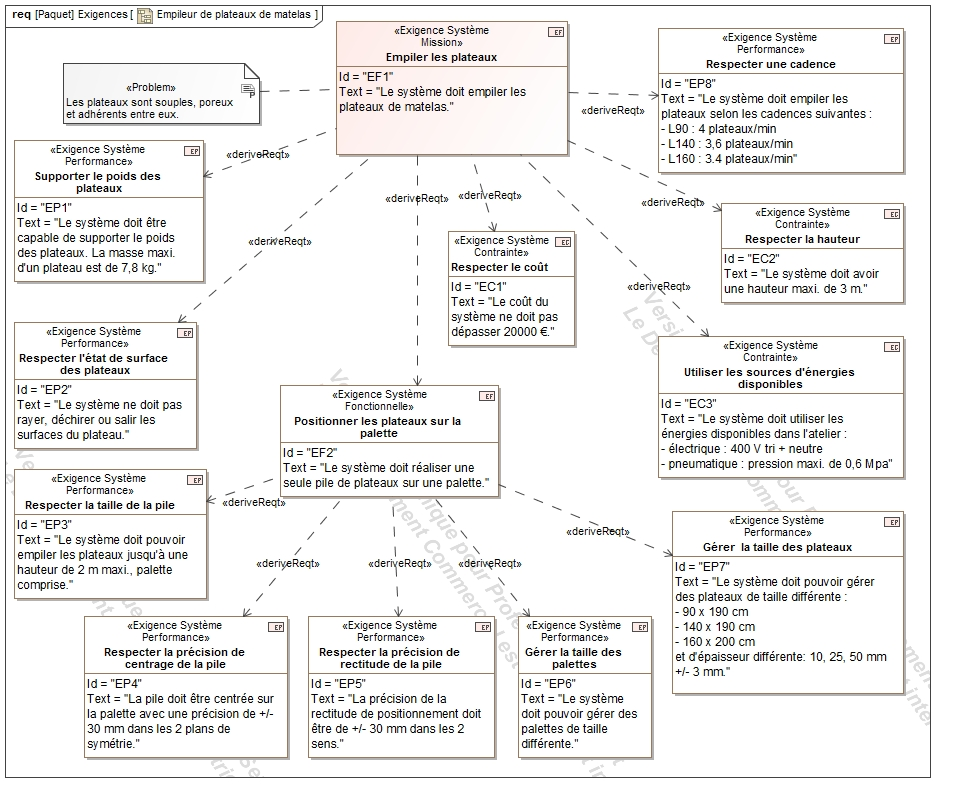 req [Paquet] Exigences [ Empileur de plateaux de matelas ]
«Exigence Système
Mission»
EF
Empiler les plateaux
Id = "EF1"
Text = "Le système doit empiler les
plateaux de matelas."
«Problem»
Les plateaux sont souples, poreux
et adhérents entre eux.
«Exigence Système
Performance»
EP
Respecter une cadence
Id = "EP8"
Text = "Le système doit empiler les
plateaux selon les cadences suivantes :
- L90 : 4 plateaux/min
- L140 : 3,6 plateaux/min
- L160 : 3.4 plateaux/min"
«deriveReqt»
«Exigence Système
Performance»
EP
Supporter le poids des
plateaux
Id = "EP1"
Text = "Le système doit être
capable de supporter le poids
des plateaux. La masse maxi.
d'un plateau est de 7,8 kg."
«deriveReqt»
«deriveReqt»
«deriveReqt»
«deriveReqt»
«deriveReqt»
«deriveReqt»
«Exigence Système
Contrainte»
EC
Respecter le coût
Id = "EC1"
Text = "Le coût du
système ne doit pas
dépasser 20000 €."
«Exigence Système
Contrainte»
EC
Respecter la hauteur
Id = "EC2"
Text = "Le système doit avoir
une hauteur maxi. de 3 m."
«Exigence Système
Performance»
EP
Respecter l'état de surface
des plateaux
Id = "EP2"
Text = "Le système ne doit pas
rayer, déchirer ou salir les
surfaces du plateau."
«Exigence Système
Contrainte»
EC
Utiliser les sources d'énergies
disponibles
Id = "EC3"
Text = "Le système doit utiliser les
énergies disponibles dans l'atelier :
- électrique : 400 V tri + neutre
- pneumatique : pression maxi. de 0,6 Mpa"
«Exigence Système
Fonctionnelle»
EF
Positionner les plateaux sur la
palette
Id = "EF2"
Text = "Le système doit réaliser une
seule pile de plateaux sur une palette."
«Exigence Système
Performance»
EP
Respecter la taille de la pile
Id = "EP3"
Text = "Le système doit pouvoir
empiler les plateaux jusqu'à une
hauteur de 2 m maxi., palette
comprise."
«deriveReqt»
«deriveReqt»
«deriveReqt»
«deriveReqt»
«deriveReqt»
«Exigence Système
Performance»
EP
Gérer la taille des plateaux
Id = "EP7"
Text = "Le système doit pouvoir gérer
des plateaux de taille différente :
- 90 x 190 cm
- 140 x 190 cm
- 160 x 200 cm
et d'épaisseur différente: 10, 25, 50 mm
+/- 3 mm."
«Exigence Système
Performance»
EP
Respecter la précision de
centrage de la pile
Id = "EP4"
Text = "La pile doit être centrée sur
la palette avec une précision de +/-
30 mm dans les 2 plans de
symétrie."
«Exigence Système
Performance»
EP
Respecter la précision de
rectitude de la pile
Id = "EP5"
Text = "La précision de la
rectitude de positionnement doit
être de +/- 30 mm dans les 2
sens."
«Exigence Système
Performance»
EP
Gérer la taille des
palettes
Id = "EP6"
Text = "Le système
doit pouvoir gérer des
palettes de taille
différente."